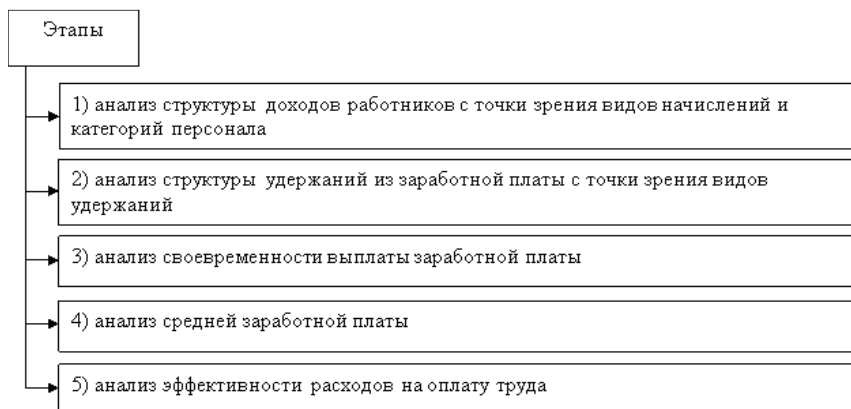 Этапы
1) анализ структуры доходов работников с точки зрения видов начислений и
категорий персонала
2) анализ структуры удержаний из заработной платы с точки зрения видов
удержаний
3) анализ своевременности выплаты заработной платы
4) анализ средней заработной платы
5) анализ эффективности расходов на оплату труда